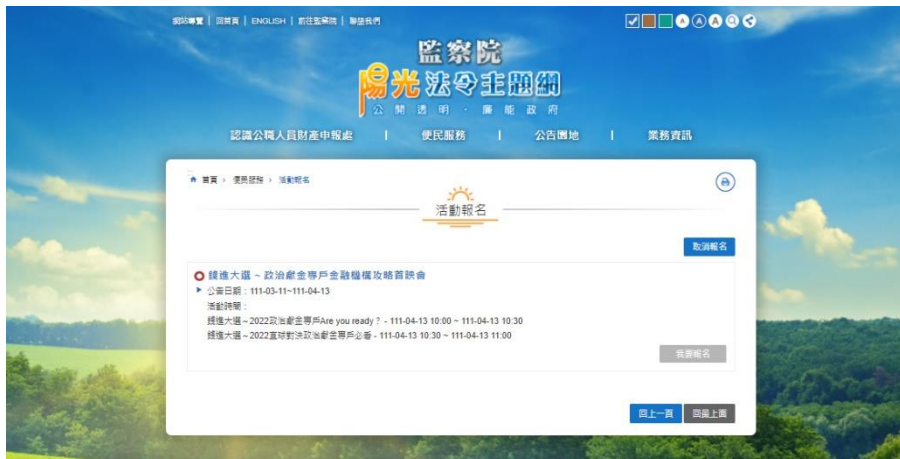 網站導覽 | 回首頁 | ENGLISH | 前往監察院 | 聯絡我們
A A A
監察院
陽光法令主題網
公開透明・廉能政府
認識公職人員財產申報處 | 便民服務 | 公告園地 | 業務資訊
首頁 › 便民服務 › 活動報名
活動報名
取消報名
錢進大選 ~ 政治獻金專戶金融機構攻略首映會
公告日期：111-03-11~111-04-13
活動時間：
錢進大選～2022政治獻金專戶Are you ready？ - 111-04-13 10:00 ~ 111-04-13 10:30
錢進大選～2022直球對決政治獻金專戶必看 - 111-04-13 10:30 ~ 111-04-13 11:00
我要報名
回上一頁 回最上面